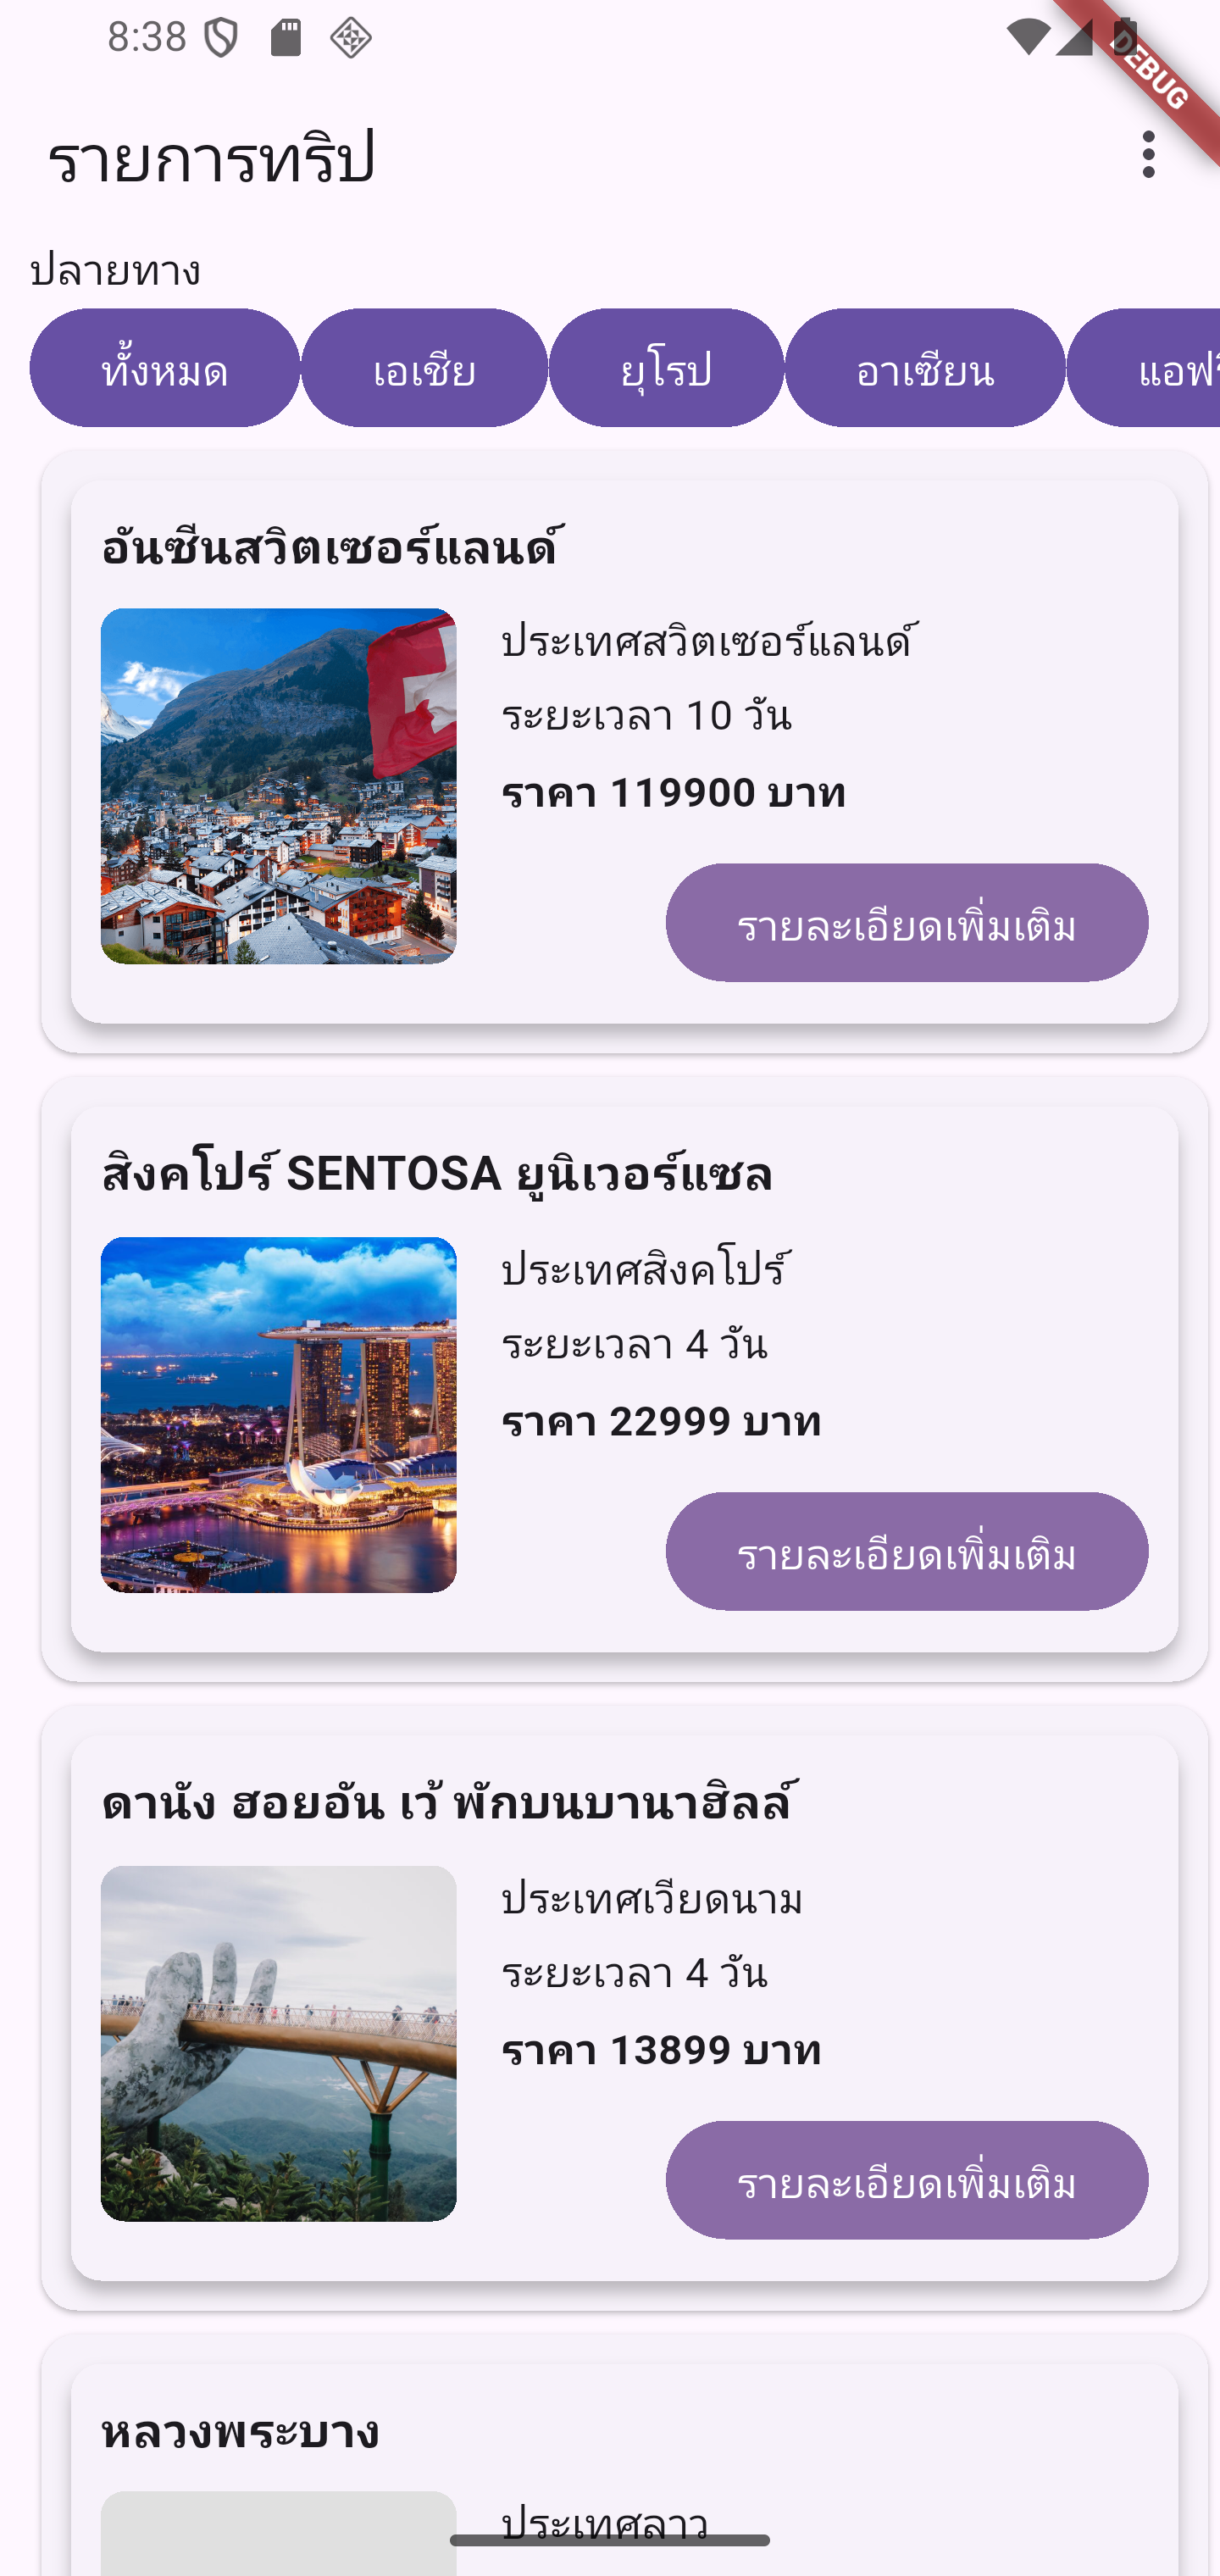 8:38
DEBUG
รายการทริป
ปลายทาง
ทั้งหมด
เอเชีย
ยุโรป
อาเซียน
แอฟริ
อันซีนสวิตเซอร์แลนด์
ประเทศสวิตเซอร์แลนด์
ระยะเวลา 10 วัน
ราคา 119900 บาท
รายละเอียดเพิ่มเติม
สิงคโปร์ SENTOSA ยูนิเวอร์แซล
ประเทศสิงคโปร์
ระยะเวลา 4 วัน
ราคา 22999 บาท
รายละเอียดเพิ่มเติม
ดานัง ฮอยอัน เว้ พักบนบานาฮิลล์
ประเทศเวียดนาม
ระยะเวลา 4 วัน
ราคา 13899 บาท
รายละเอียดเพิ่มเติม
หลวงพระบาง
ประเทศลาว